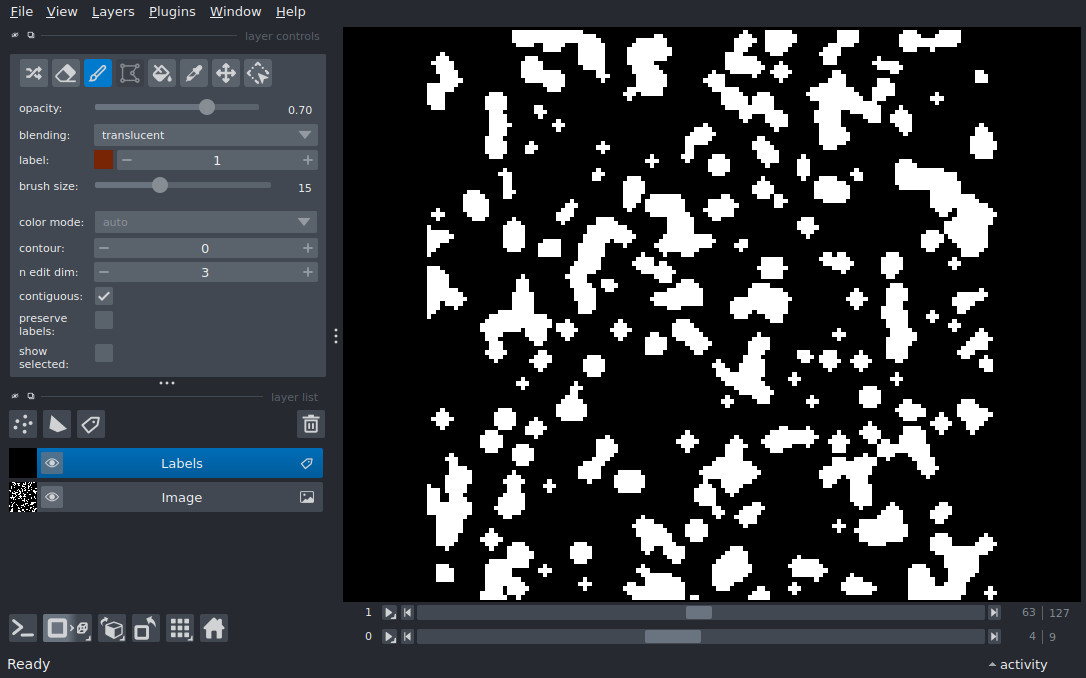 File View Layers Plugins Window Help
layer controls
opacity: 0.70
blending: translucent
label: 1
brush size: 15
color mode: auto
contour: 0
n edit dim: 3
contiguous:
preserve
labels:
show
selected:
layer list
Labels
Image
1 63 127
0 4 9
Ready activity